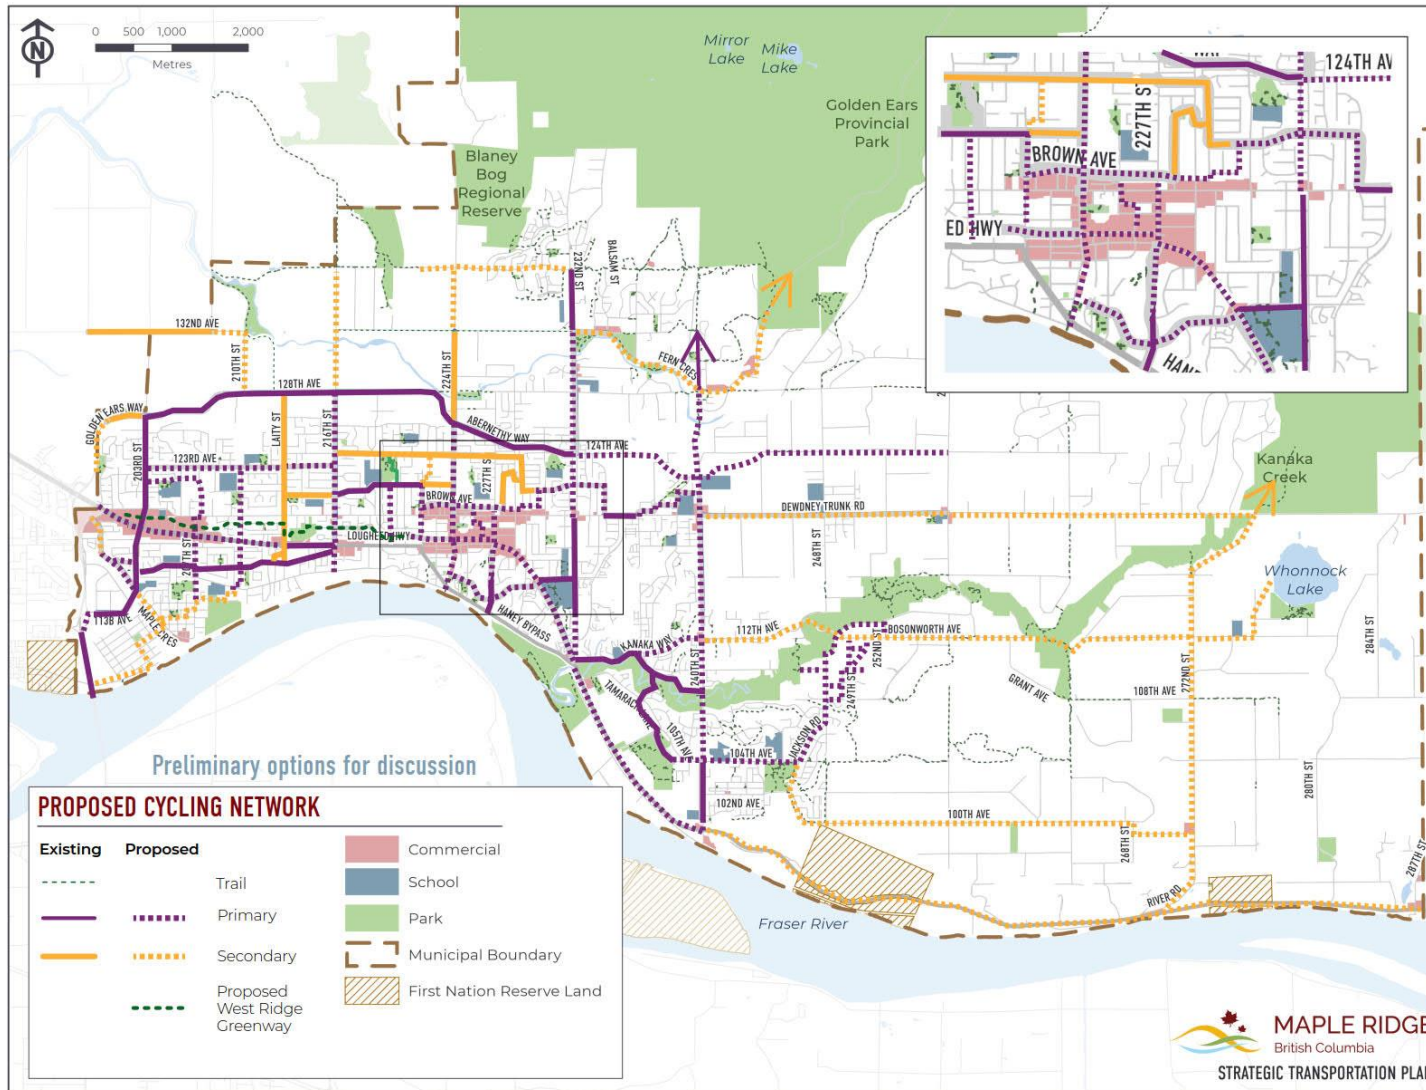 N
0 500 1,000 2,000
Metres
Mirror
Lake
Mike
Lake
Golden Ears
Provincial
Park
Blaney
Bog
Regional
Reserve
124TH AV
227TH ST
BROWN AVE
ED HWY
232ND ST
BALSAM ST
132ND AVE
210TH ST
224TH ST
FERN CRES
128TH AVE
GOLDEN EARS WAY
LAITY ST
216TH ST
ABERNETHY WAY
124TH AVE
203RD ST
123RD AVE
227TH S
BROWN AVE
Kanaka
Creek
DEWDNEY TRUNK RD
LOUGHEED HWY
207TH ST
248TH ST
Whonnock
Lake
113B AVE
MAPLE CRES
HANEY BYPASS
KANAKA WAY
240TH ST
112TH AVE
252ND ST
BOSONWORTH AVE
284TH ST
272ND ST
249TH ST
GRANT AVE
108TH AVE
105TH AVE
JACKSON RD
104TH AVE
102ND AVE
100TH AVE
268TH ST
280TH ST
287TH ST
RIVER RD
Fraser River
Preliminary options for discussion
PROPOSED CYCLING NETWORK
Existing Proposed
Trail
Primary
Secondary
Proposed
West Ridge
Greenway
Commercial
School
Park
Municipal Boundary
First Nation Reserve Land
MAPLE RIDGE
British Columbia
STRATEGIC TRANSPORTATION PLA